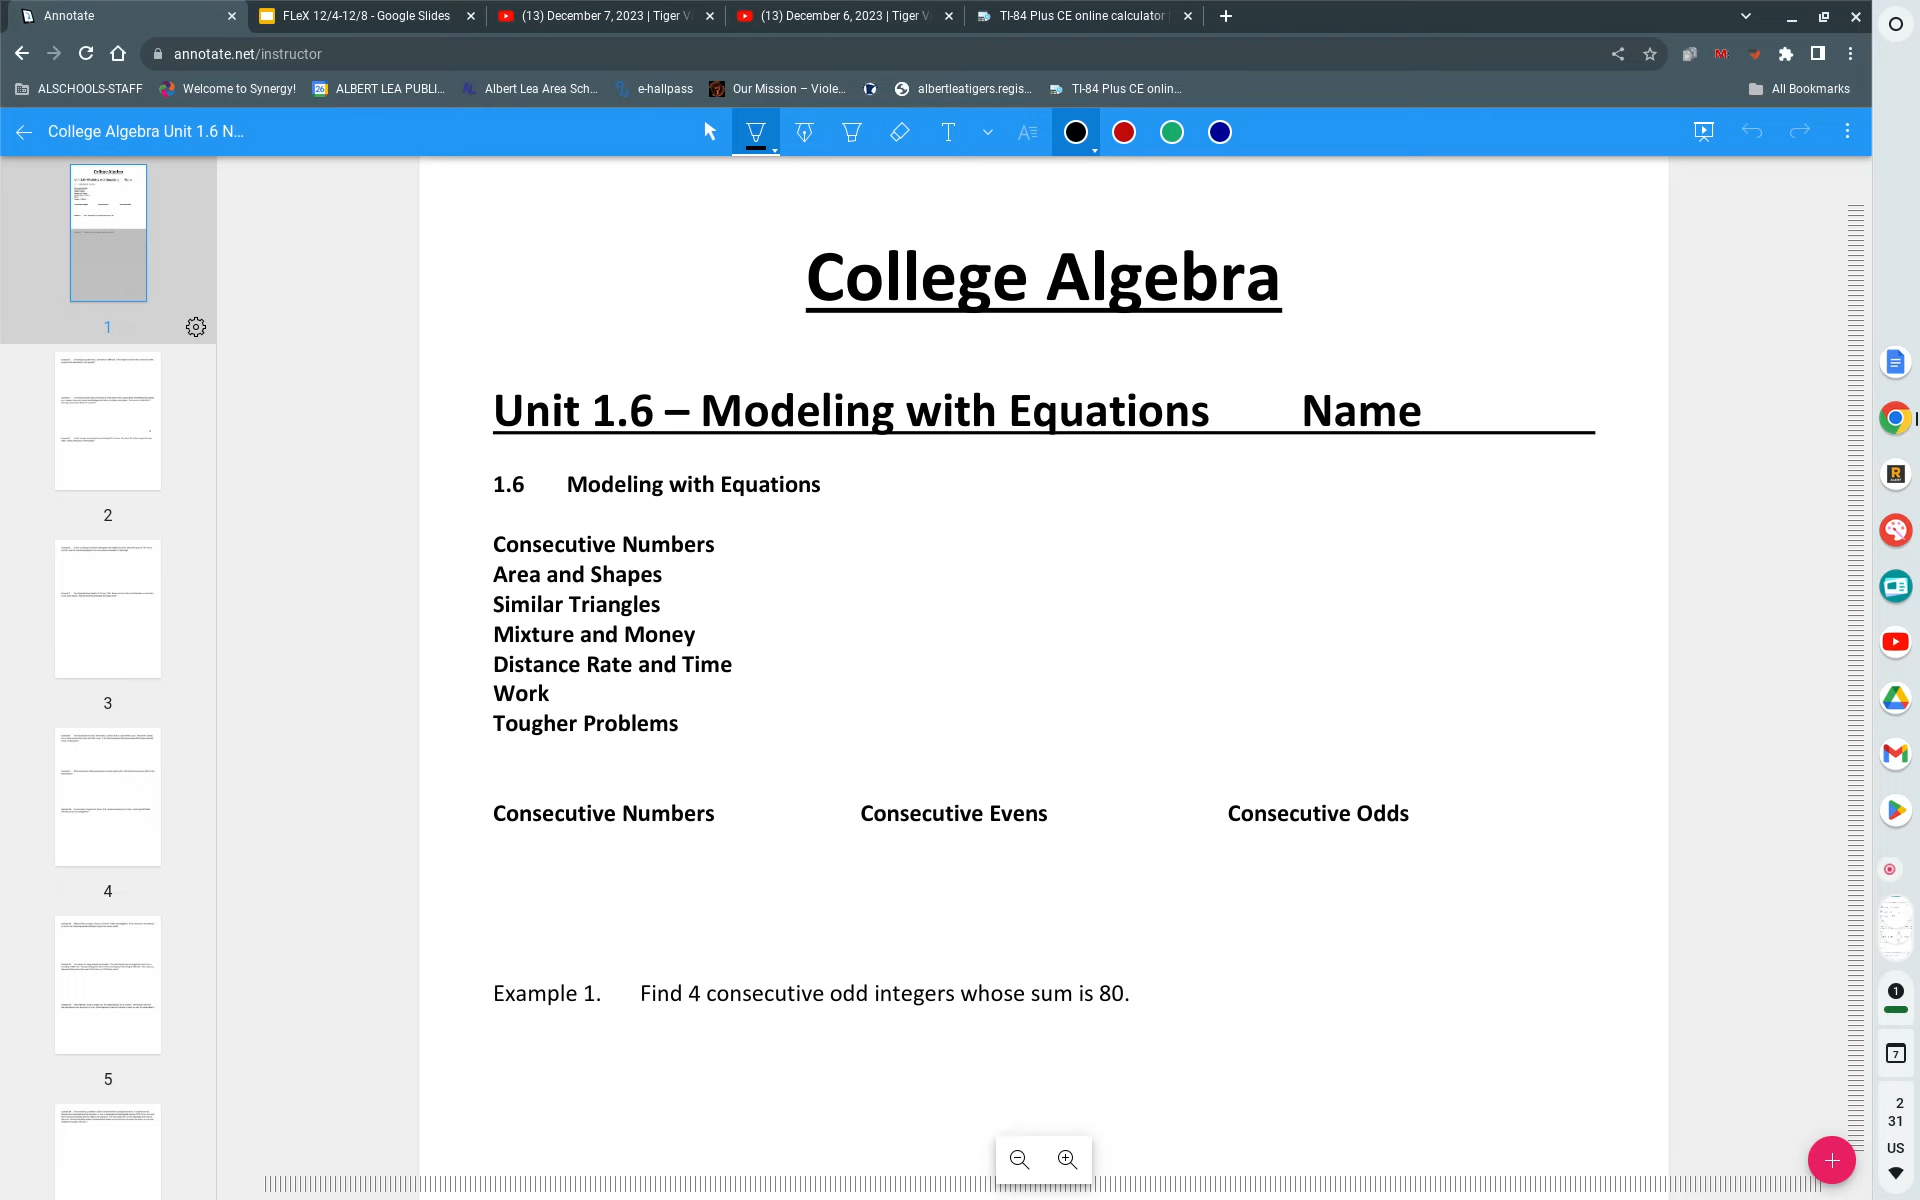 Annotate
FLeX 12/4-12/8 - Google Slides
(13) December 7, 2023 | Tiger V
(13) December 6, 2023 | Tiger V
TI-84 Plus CE online calculator
annotate.net/instructor
ALSCHOOLS-STAFF
Welcome to Synergy!
26
ALBERT LEA PUBLI...
Albert Lea Area Sch...
e-hallpass
Our Mission – Viole...
albertleatigers.regis...
TI-84 Plus CE onlin...
All Bookmarks
College Algebra Unit 1.6 N...
1
2
3
4
5
College Algebra
Unit 1.6 – Modeling with Equations Name
1.6 Modeling with Equations
Consecutive Numbers
Area and Shapes
Similar Triangles
Mixture and Money
Distance Rate and Time
Work
Tougher Problems
Consecutive Numbers Consecutive Evens Consecutive Odds
Example 1. Find 4 consecutive odd integers whose sum is 80.
1
7
2
31
US